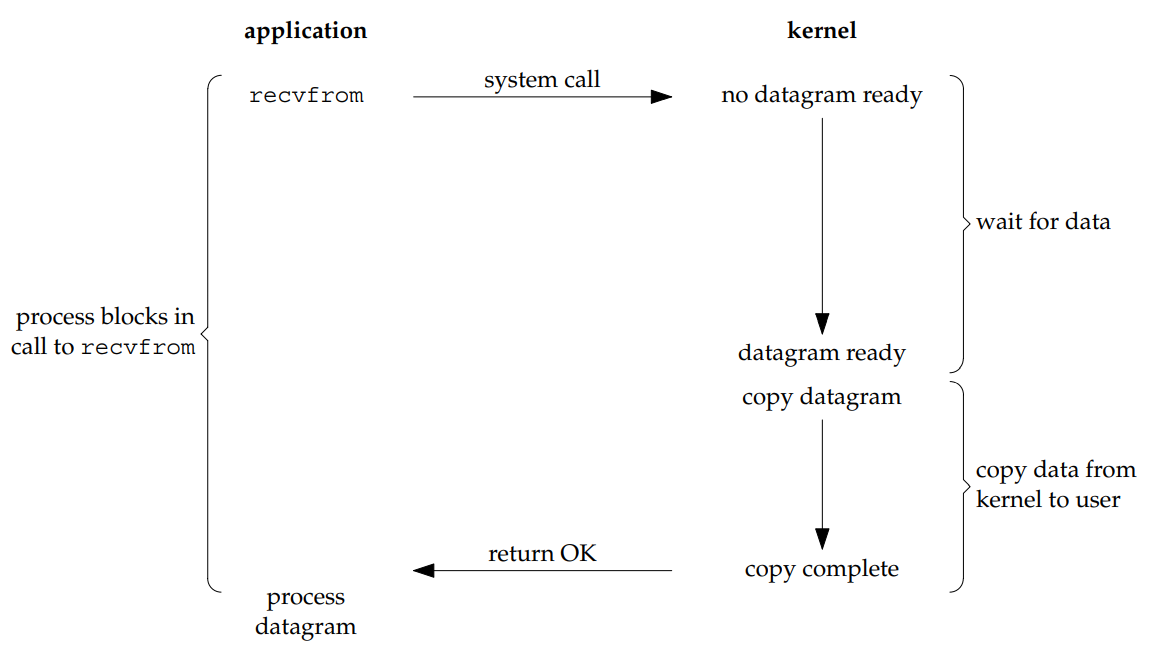 application
kernel
recvfrom
system call
no datagram ready
wait for data
process blocks in
call to recvfrom
datagram ready
copy datagram
copy data from
kernel to user
return OK
copy complete
process
datagram